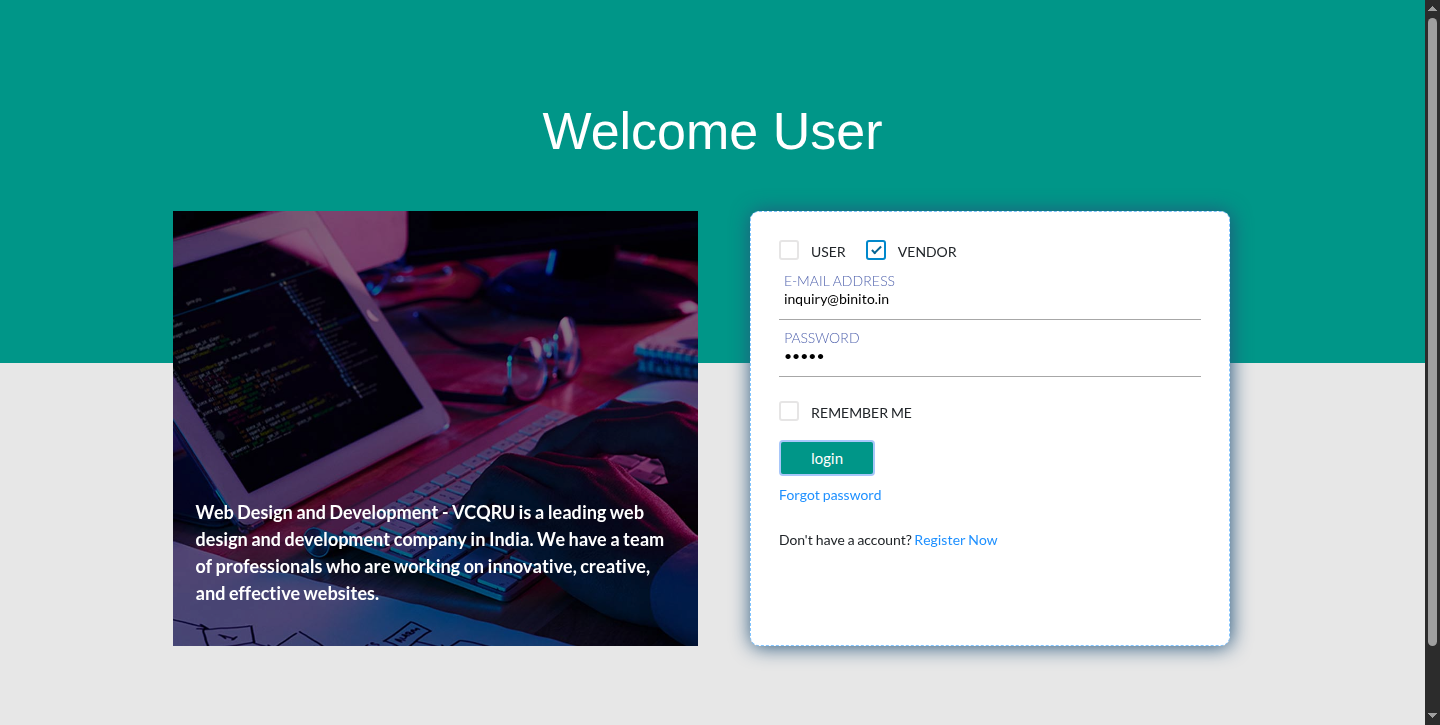 Welcome User
Web Design and Development - VCQRU is a leading web
design and development company in India. We have a team
of professionals who are working on innovative, creative,
and effective websites.
USER VENDOR
E-MAIL ADDRESS
inquiry@binito.in
PASSWORD
•••••
REMEMBER ME
login
Forgot password
Don't have a account? Register Now